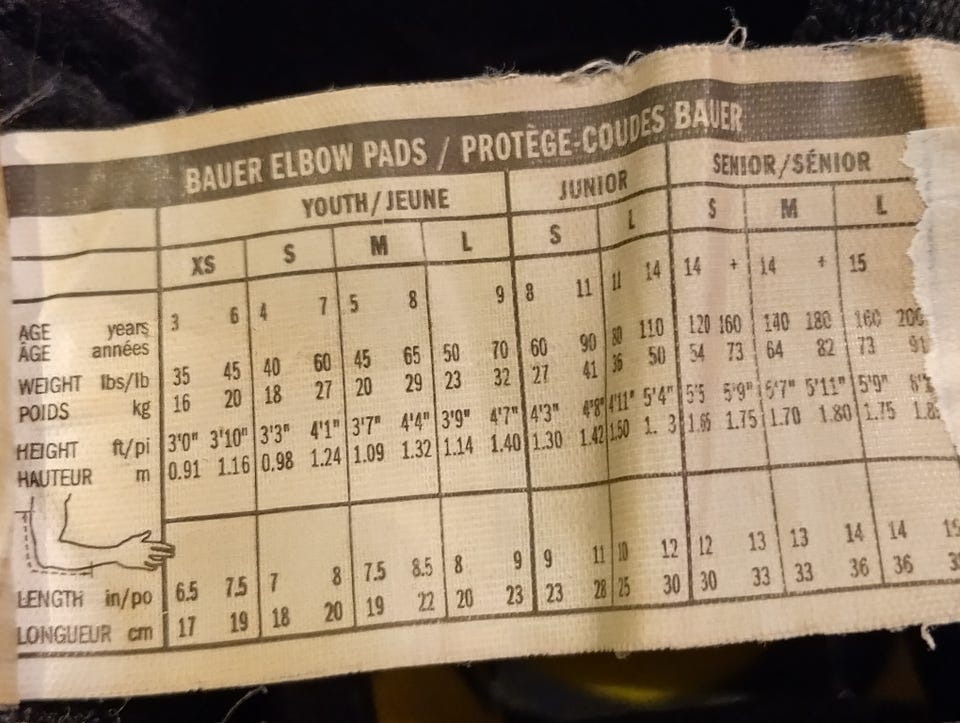 BAUER ELBOW PADS / PROTÈGE-COUDES BAUER
YOUTH/JEUNE JUNIOR SENIOR/SÉNIOR
XS S M L S L S M L
AGE years 3 6 4 7 5 8 9 8 11 11 14 14 + 14 + 15
ÂGE années
WEIGHT lbs/lb 35 45 40 60 45 65 50 70 60 90 80 110 120 160 140 180 160 200
POIDS kg 16 20 18 27 20 29 23 32 27 41 36 50 54 73 64 82 73 91
HEIGHT ft/pi 3'0" 3'10" 3'3" 4'1" 3'7" 4'4" 3'9" 4'7" 4'3" 4'8" 4'11" 5'4" 5'5 5'9" 5'7" 5'11" 5'9"
HAUTEUR m 0.91 1.16 0.98 1.24 1.09 1.32 1.14 1.40 1.30 1.42 1.50 1. 3 1.65 1.75 1.70 1.80 1.75
LENGTH in/po 6.5 7.5 7 8 7.5 8.5 8 9 9 11 10 12 12 13 13 14 14 15
LONGUEUR cm 17 19 18 20 19 22 20 23 23 28 25 30 30 33 33 36 36